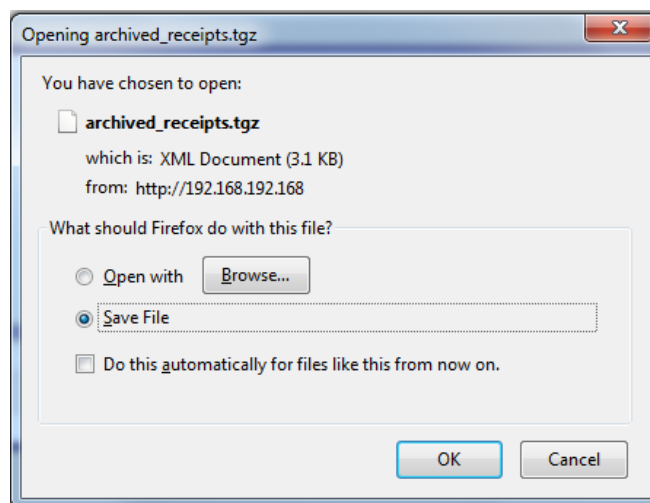 Opening archived_receipts.tgz
You have chosen to open:
archived_receipts.tgz
which is: XML Document (3.1 KB)
from: http://192.168.192.168
What should Firefox do with this file?
Open with Browse...
Save File
Do this automatically for files like this from now on.
OK Cancel